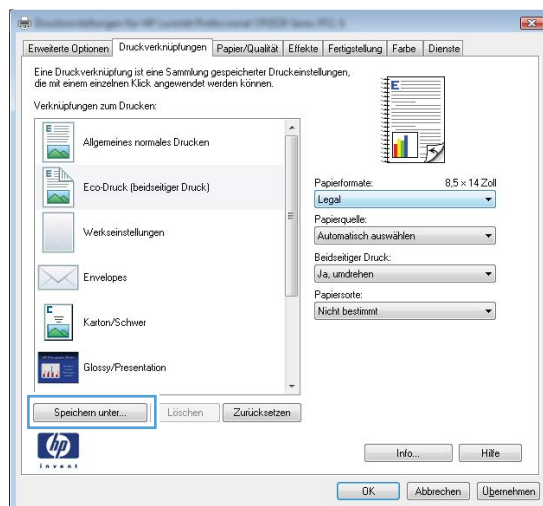 Erweiterte Optionen Druckverknüpfungen Papier/Qualität Effekte Fertigstellung Farbe Dienste
Eine Druckverknüpfung ist eine Sammlung gespeicherter Druckeinstellungen,
die mit einem einzelnen Klick angewendet werden können.
Verknüpfungen zum Drucken:
Allgemeines normales Drucken
Eco-Druck (beidseitiger Druck)
Werkseinstellungen
Envelopes
Karton/Schwer
Glossy/Presentation
Papierformate: 8,5 × 14 Zoll
Legal
Papierquelle:
Automatisch auswählen
Beidseitiger Druck:
Ja, umdrehen
Papiersorte:
Nicht bestimmt
Speichern unter... Löschen Zurücksetzen
hp
invent
Info... Hilfe
OK Abbrechen Übernehmen